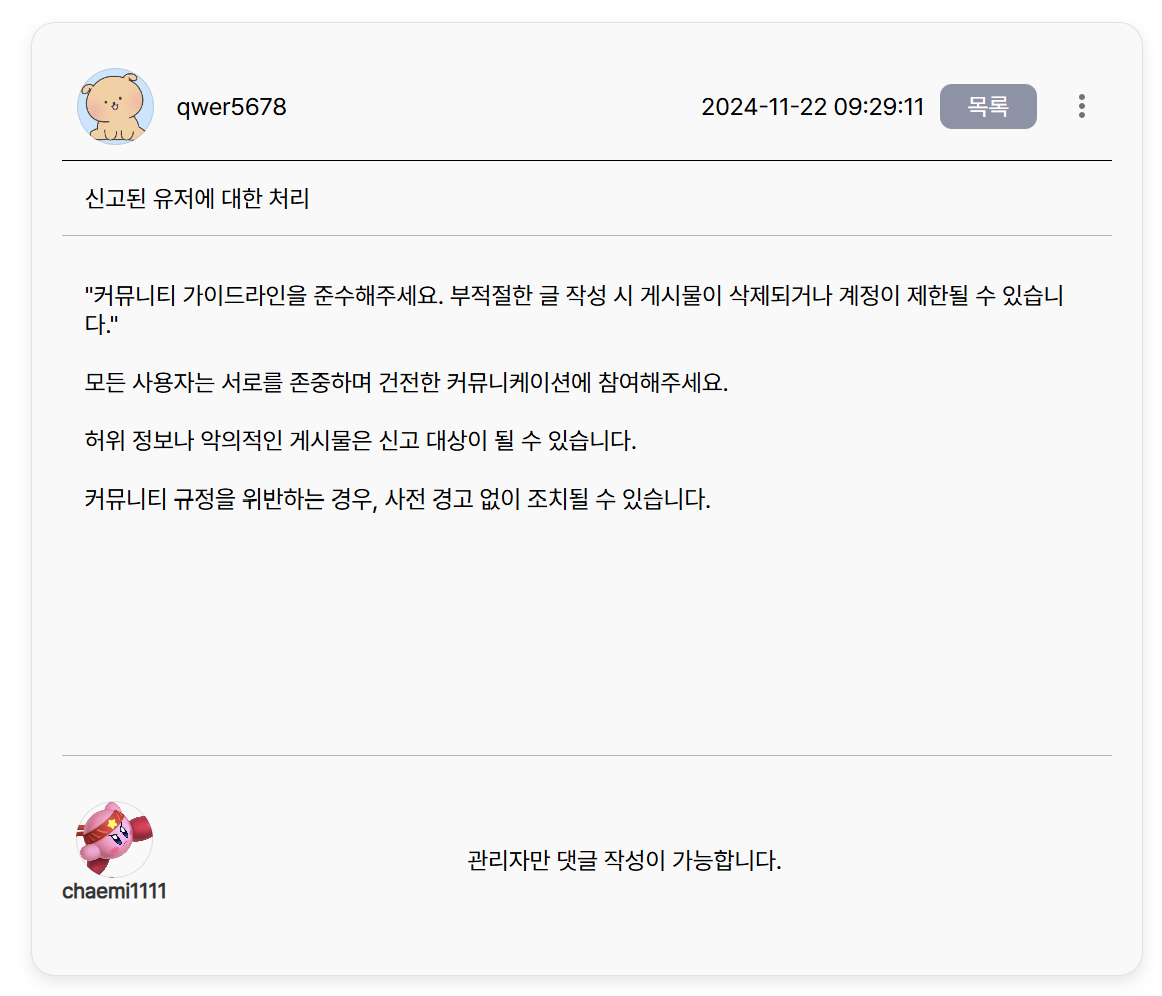 qwer5678
2024-11-22 09:29:11
목록
신고된 유저에 대한 처리
"커뮤니티 가이드라인을 준수해주세요. 부적절한 글 작성 시 게시물이 삭제되거나 계정이 제한될 수 있습니
다."
모든 사용자는 서로를 존중하며 건전한 커뮤니케이션에 참여해주세요.
허위 정보나 악의적인 게시물은 신고 대상이 될 수 있습니다.
커뮤니티 규정을 위반하는 경우, 사전 경고 없이 조치될 수 있습니다.
관리자만 댓글 작성이 가능합니다.
chaemi1111